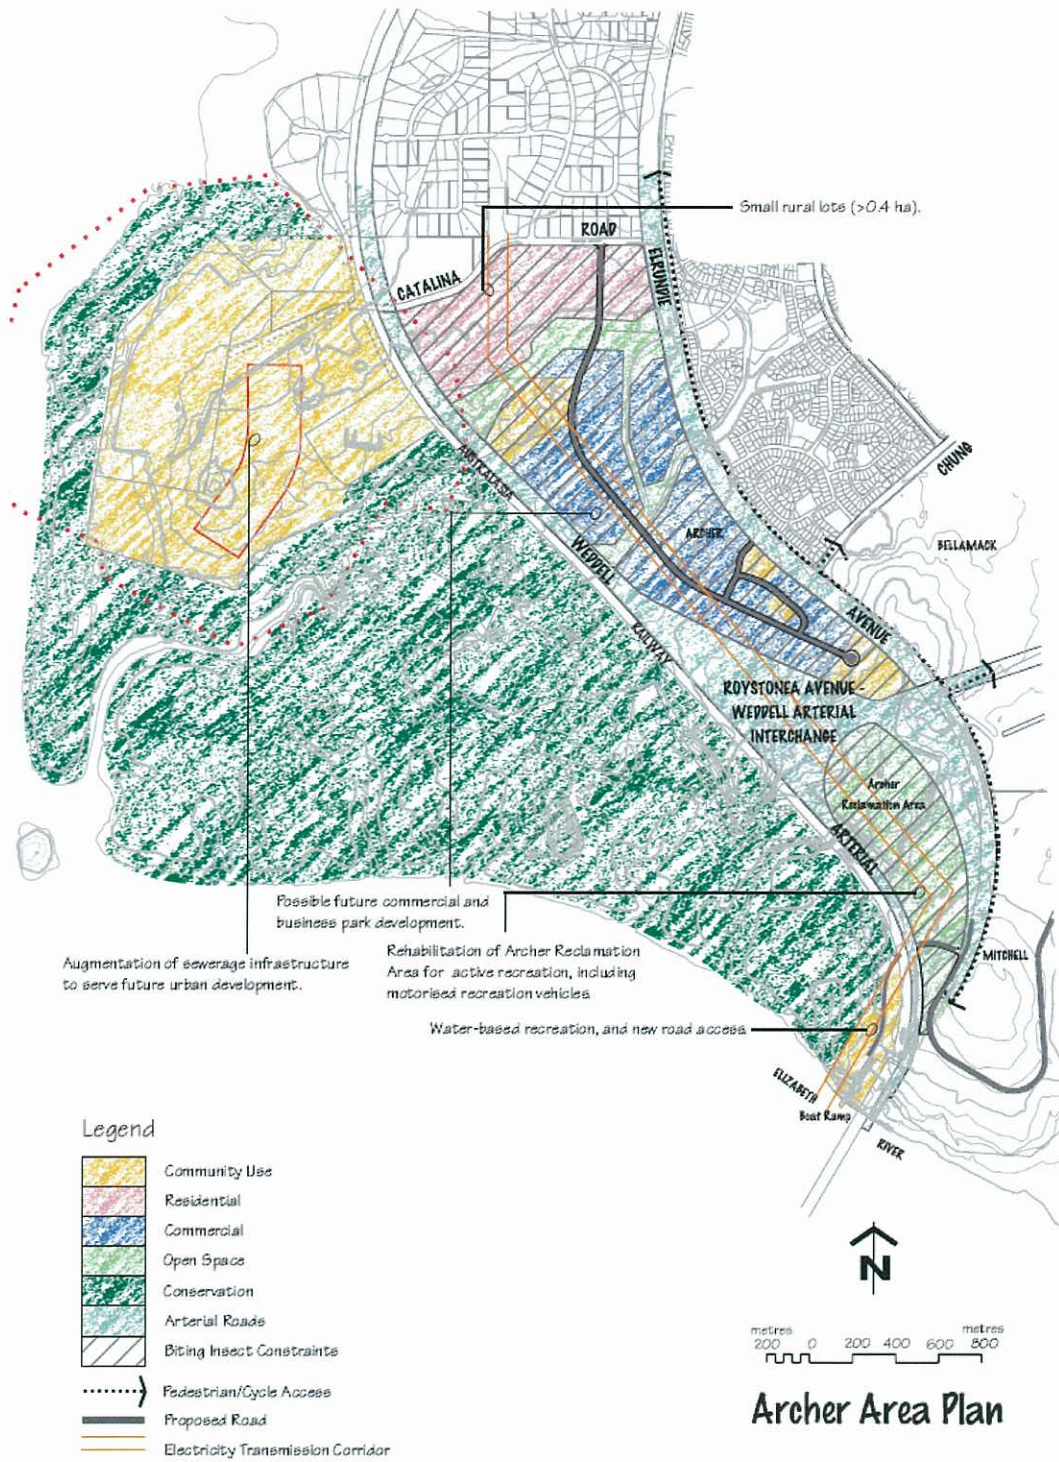 Small rural lots (>0.4 ha).
ROAD
CATALINA
ELRUNDIE
CHUNG
AUSTRALASIA
ARCHER
BELLAMACK
WEDDELL
RAILWAY
AVENUE
ROYSTONEA AVENUE -
WEDDELL ARTERIAL
INTERCHANGE
Archer
Reclamation Area
ARTERIAL
Possible future commercial and
business park development.
Augmentation of sewerage infrastructure
to serve future urban development.
Rehabilitation of Archer Reclamation
Area for active recreation, including
motorised recreation vehicles
MITCHELL
Water-based recreation, and new road access
ELIZABETH
Boat Ramp
RIVER
Legend
Community Use
Residential
Commercial
Open Space
Conservation
Arterial Roads
Biting Insect Constraints
Pedestrian/Cycle Access
Proposed Road
Electricity Transmission Corridor
N
metres metres
200 0 200 400 600 800
Archer Area Plan